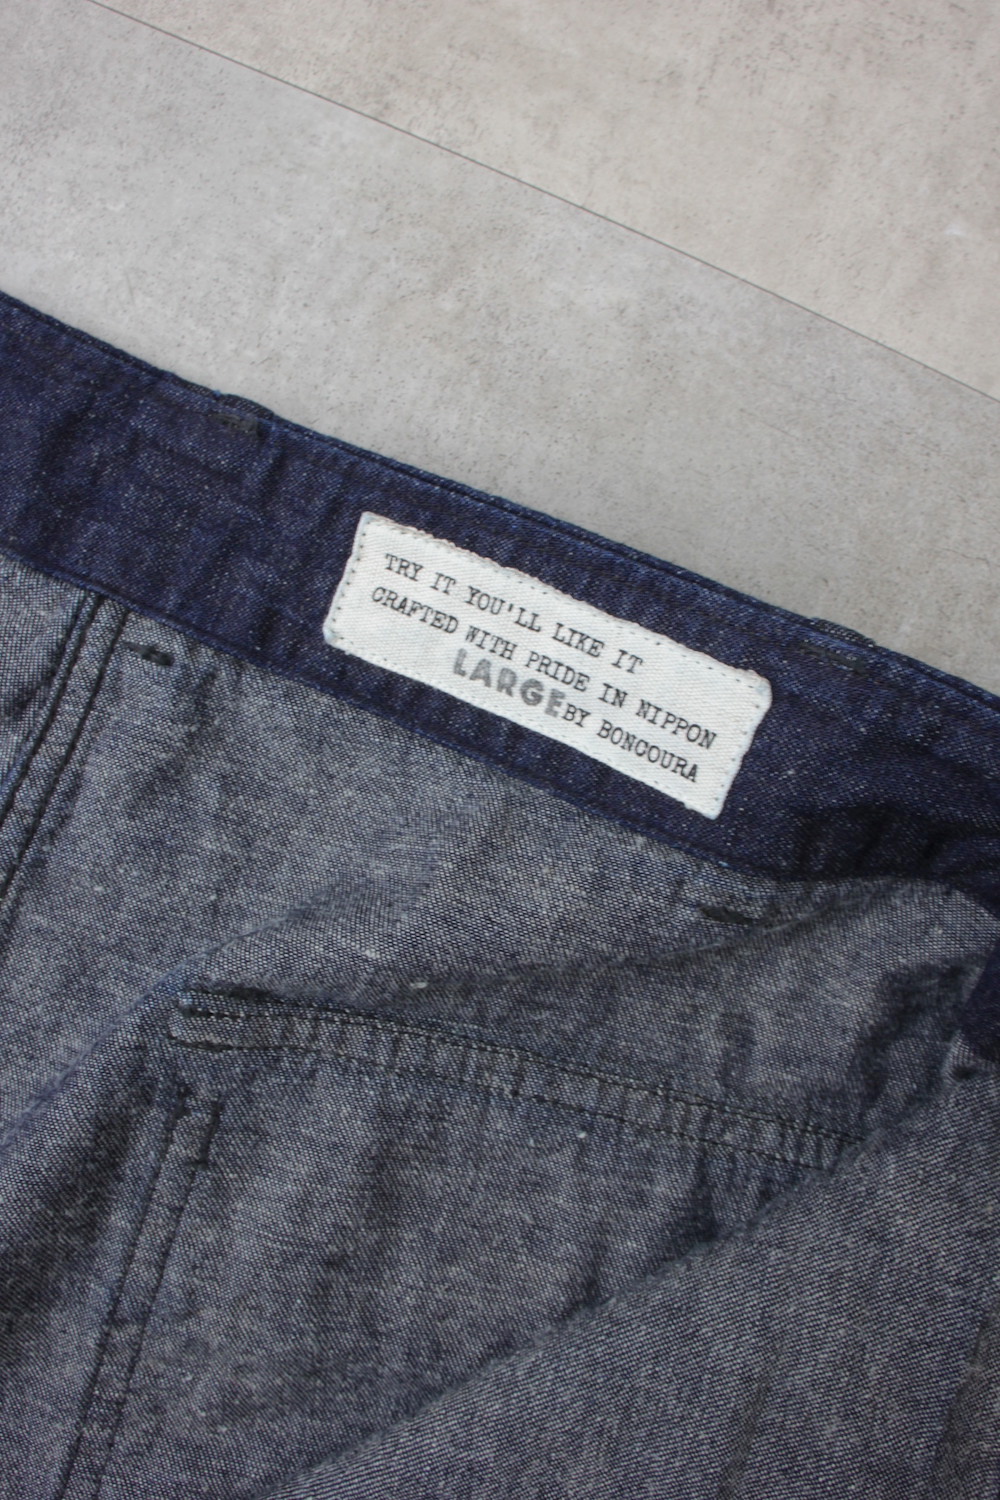 TRY IT YOU'LL LIKE IT
CRAFTED WITH PRIDE IN NIPPON
LARGE BY BONCOURA